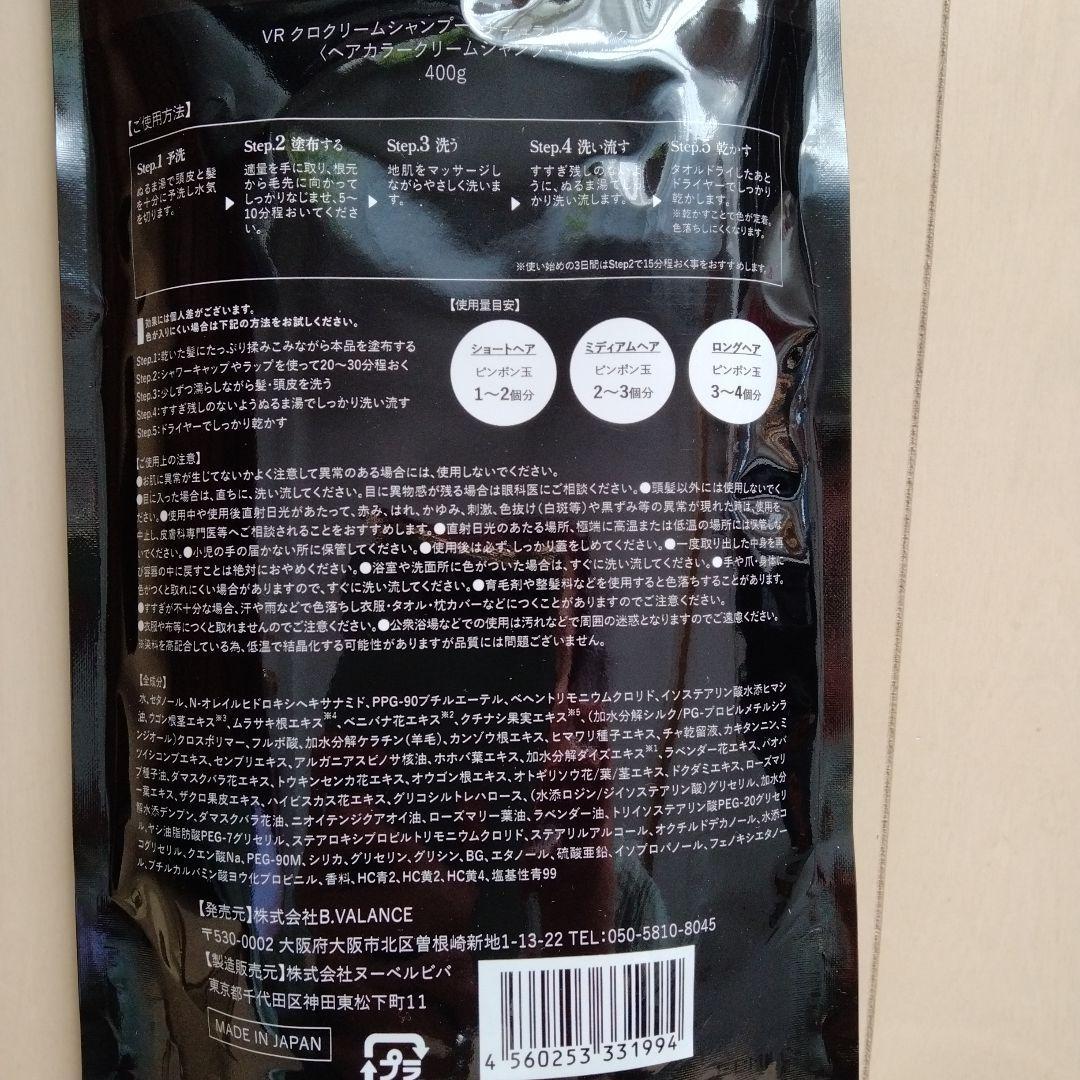 VR クロクリームシャンプー
〈ヘアカラークリームシャンプー
400g
【ご使用方法】
Step.1 予洗
ぬるま湯で頭皮と髪
を十分に予洗し水気
を切ります。
Step.2 塗布する
適量を手に取り、根元
から毛先に向かって
しっかりなじませ、5〜
10分程おいてくださ
い。
Step.3 洗う
地肌をマッサージし
ながらやさしく洗いま
す。
Step.4 洗い流す
すすぎ残しのないよ
うに、ぬるま湯でしっ
かり洗い流します。
Step.5 乾かす
タオルドライしたあと
ドライヤーでしっかり
乾かします。
※乾かすことで色が定着。
色落ちしにくくなります。
※使い始めの3日間はStep2で15分程おく事をおすすめします。
効果には個人差がございます。
色が入りにくい場合は下記の方法をお試しください。
Step.1:乾いた髪にたっぷり揉みこみながら本品を塗布する
Step.2:シャワーキャップやラップを使って20〜30分程おく
Step.3:少しずつ濡らしながら髪・頭皮を洗う
Step.4:すすぎ残しのないようぬるま湯でしっかり洗い流す
Step.5:ドライヤーでしっかり乾かす
【使用量目安】
ショートヘア
ピンポン玉
1〜2個分
ミディアムヘア
ピンポン玉
2〜3個分
ロングヘア
ピンポン玉
3〜4個分
【ご使用上の注意】
●お肌に異常が生じてないかよく注意して異常のある場合には、使用しないでください。
●目に入った場合は、直ちに、洗い流してください。目に異物感が残る場合は眼科医にご相談ください。●頭髪以外には使用しないでく
ださい。●使用中や使用後直射日光があたって、赤み、はれ、かゆみ、刺激、色抜け(白斑等)や黒ずみ等の異常が現れた時は、使用を
中止し、皮膚科専門医等へご相談されることをおすすめします。●直射日光のあたる場所、極端に高温または低温の場所には保管しな
いでください。●小児の手の届かない所に保管してください。●使用後は必ず、しっかり蓋をしめてください。●一度取り出した中身を再
び容器の中に戻すことは絶対におやめください。●浴室や洗面所に色がついた場合は、すぐに洗い流してください。●手や爪・身体に
色がつくと取れにくい場合がありますので、すぐに洗い流してください。●育毛剤や整髪料などを使用すると色落ちすることがあります。
●すすぎが不十分な場合、汗や雨などで色落ちし衣服・タオル・枕カバーなどにつくことがありますのでご注意ください。
●衣服や布等につくと取れませんのでご注意ください。●公衆浴場などでの使用は汚れなどで周囲の迷惑となりますのでご遠慮ください。
※染料を高配合している為、低温で結晶化する可能性がありますが品質には問題ございません。
【全成分】
水、セタノール、N-オレイルヒドロキシヘキサナミド、PPG-90ブチルエーテル、ベヘントリモニウムクロリド、イソステアリン酸水添ヒマシ
油、ウゴン根茎エキス※3、ムラサキ根エキス※4、ベニバナ花エキス※2、クチナシ果実エキス※5、(加水分解シルク/PG-プロピルメチルシラ
ンジオール)クロスポリマー、フルボ酸、加水分解ケラチン(羊毛)、カンゾウ根エキス、ヒマワリ種子エキス、チャ乾留液、カキタンニン、ミ
ツイシコンブエキス、センブリエキス、アルガニアスピノサ核油、ホホバ葉エキス、加水分解ダイズエキス※1、ラベンダー花エキス、バオバ
ブ種子油、ダマスクバラ花エキス、トウキンセンカ花エキス、オウゴン根エキス、オトギリソウ花/葉/茎エキス、ドクダミエキス、ローズマリ
ー葉エキス、ザクロ果皮エキス、ハイビスカス花エキス、グリコシルトレハロース、(水添ロジン/ジイソステアリン酸)グリセリル、加水分
解水添デンプン、ダマスクバラ花油、ニオイテンジクアオイ油、ローズマリー葉油、ラベンダー油、トリイソステアリン酸PEG-20グリセリ
ル、ヤシ油脂肪酸PEG-7グリセリル、ステアロキシプロピルトリモニウムクロリド、ステアリルアルコール、オクチルドデカノール、水添コ
コグリセリル、クエン酸Na、PEG-90M、シリカ、グリセリン、グリシン、BG、エタノール、硫酸亜鉛、イソプロパノール、フェノキシエタノー
ル、ブチルカルバミン酸ヨウ化プロピニル、香料、HC青2、HC黄2、HC黄4、塩基性青99
【発売元】株式会社B.VALANCE
〒530-0002 大阪府大阪市北区曽根崎新地1-13-22 TEL:050-5810-8045
【製造販売元】株式会社ヌーベルビバ
東京都千代田区神田東松下町11
MADE IN JAPAN
プラ
4 560253 331994